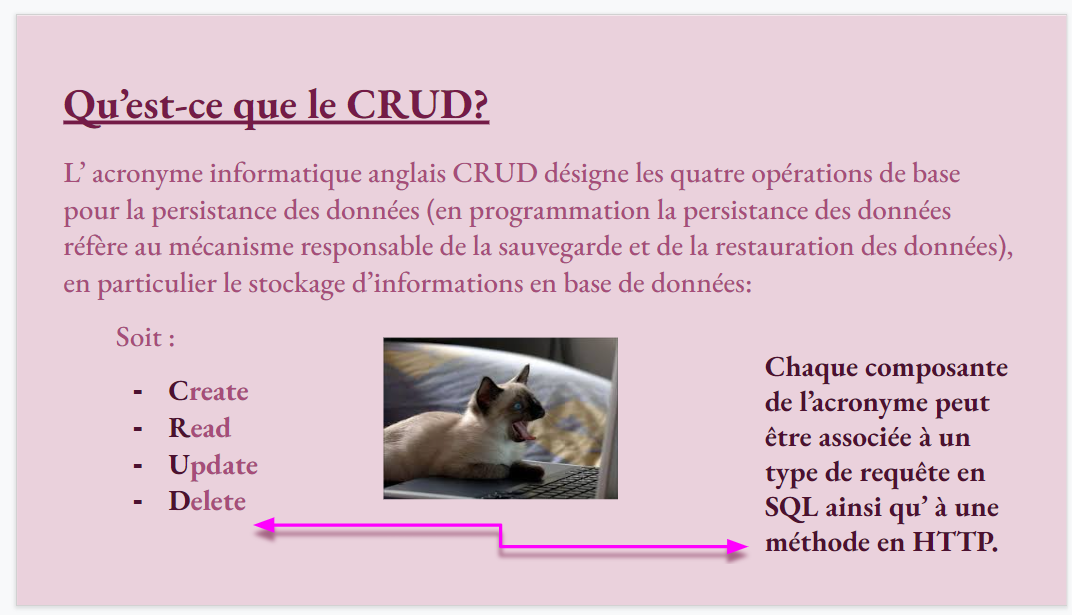 Qu’est-ce que le CRUD?
L’ acronyme informatique anglais CRUD désigne les quatre opérations de base
pour la persistance des données (en programmation la persistance des données
réfère au mécanisme responsable de la sauvegarde et de la restauration des données),
en particulier le stockage d’informations en base de données:
Soit :
- Create
- Read
- Update
- Delete
Chaque composante
de l’acronyme peut
être associée à un
type de requête en
SQL ainsi qu’ à une
méthode en HTTP.